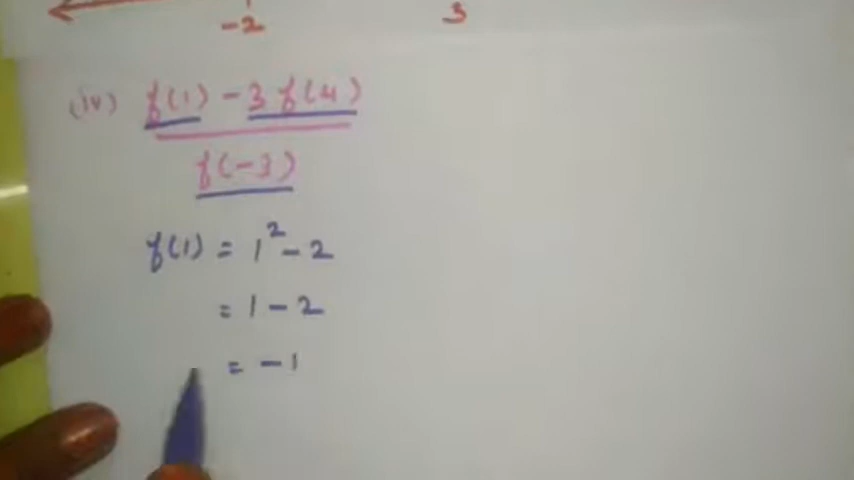 -2 3
(iv) f(1) - 3 f(4)
f(-3)
f(1) = 1² - 2
= 1 - 2
= -1